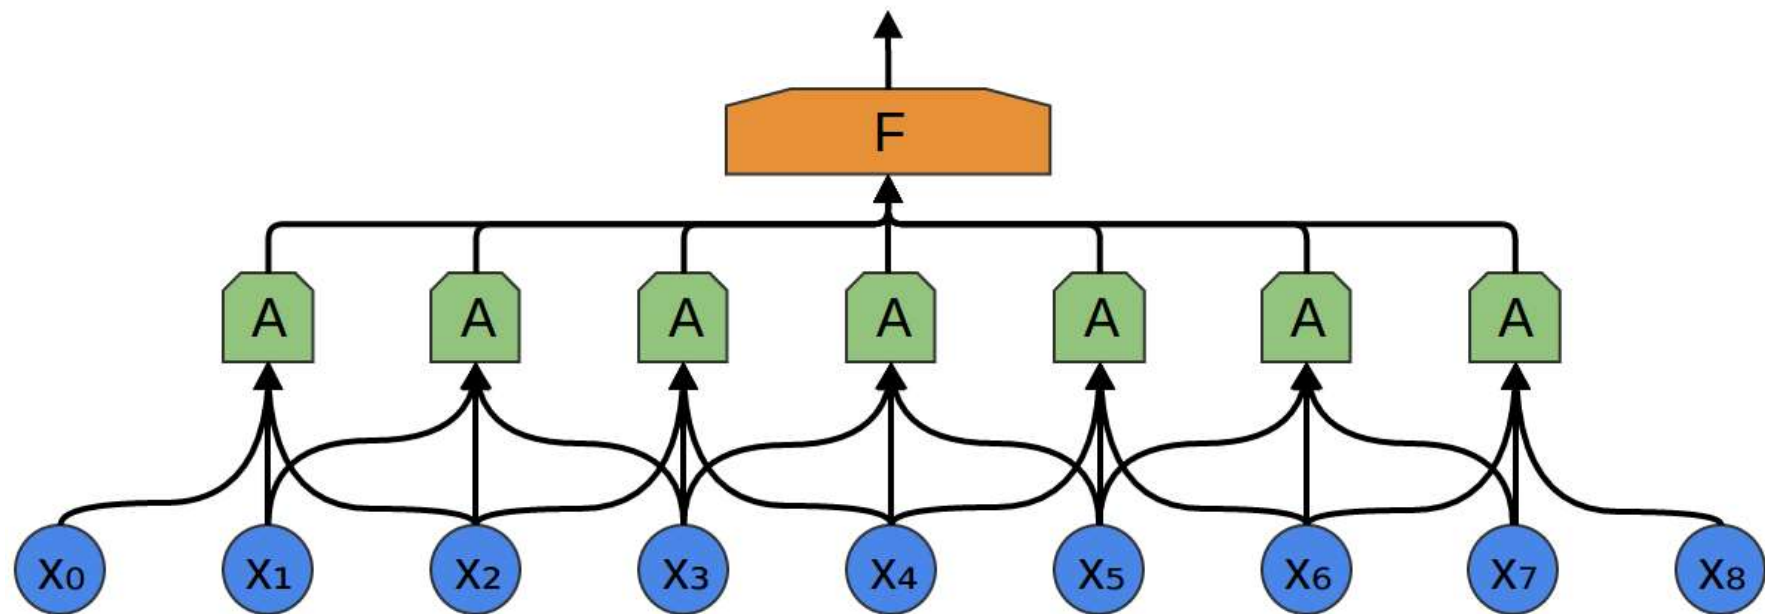 F
A A A A A A A
x₀ x₁ x₂ x₃ x₄ x₅ x₆ x₇ x₈